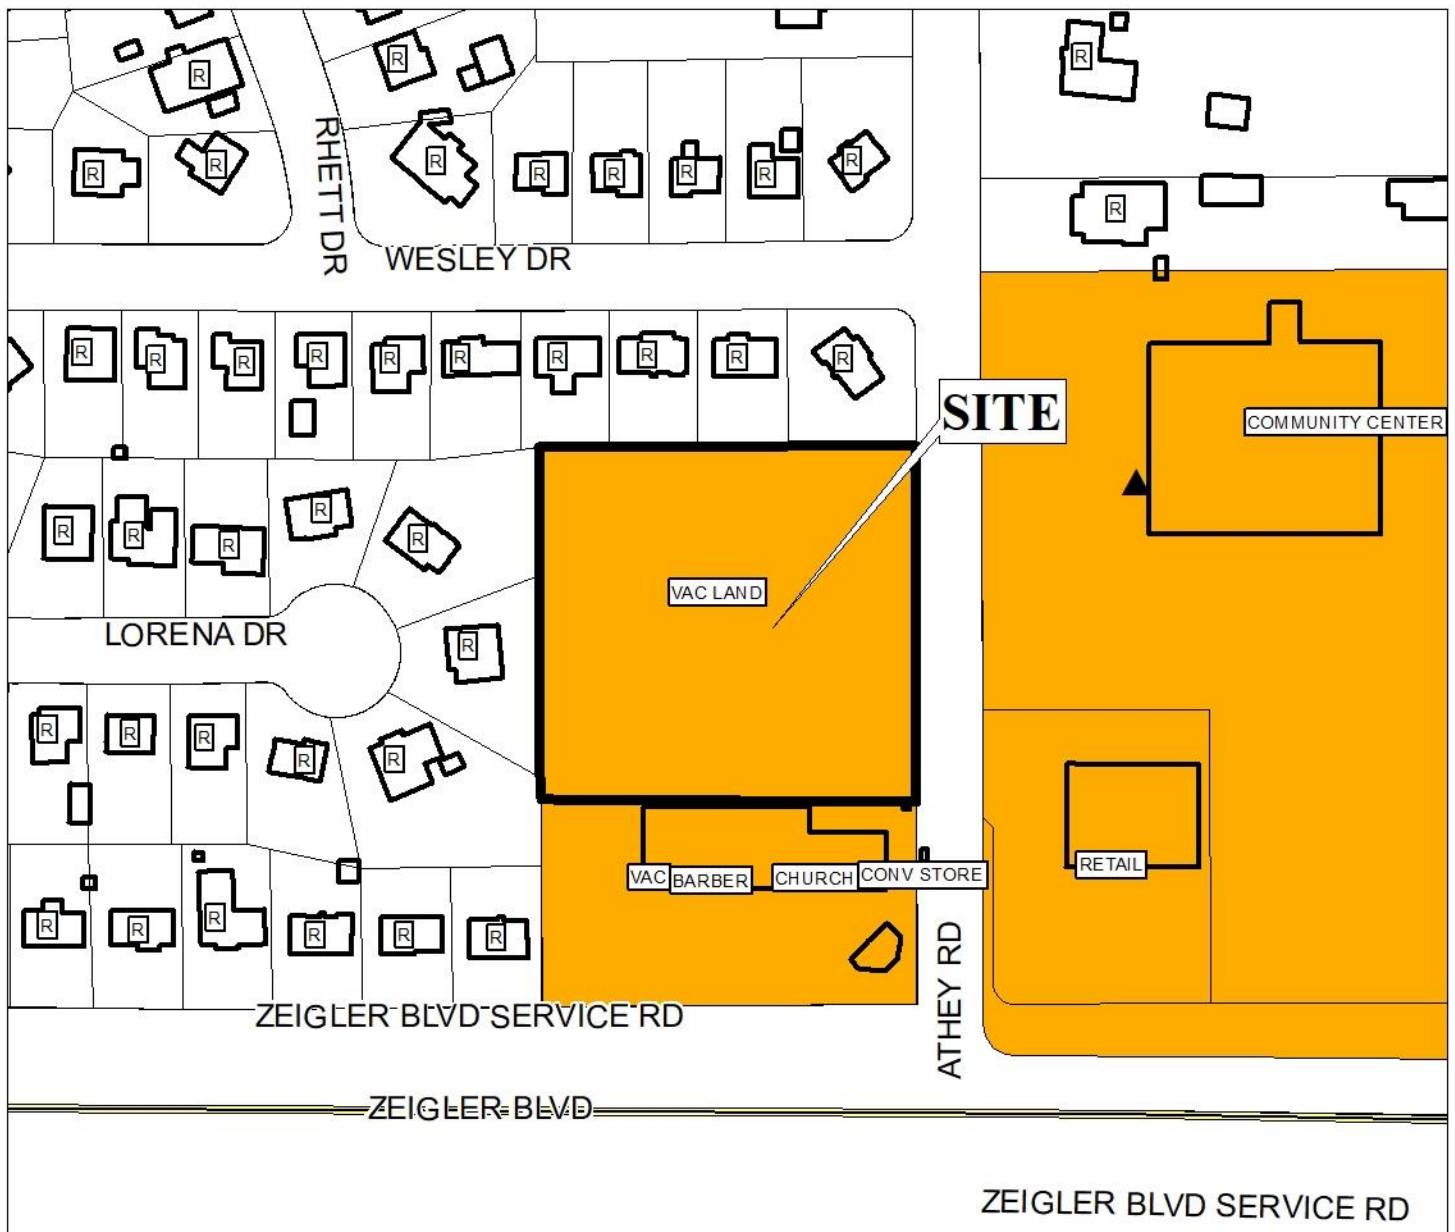 R
R
R
R
R
R
RHETT DR
R
R
R
R
R
R
R
WESLEY DR
R
R
R
R
R
R
R
R
R
R
SITE
COMMUNITY CENTER
R
R
R
R
R
VAC LAND
LORENA DR
R
R
R
R
R
R
RETAIL
VAC
BARBER
CHURCH
CONV STORE
R
R
R
R
R
R
ATHEY RD
ZEIGLER BLVD SERVICE RD
ZEIGLER BLVD
ZEIGLER BLVD SERVICE RD